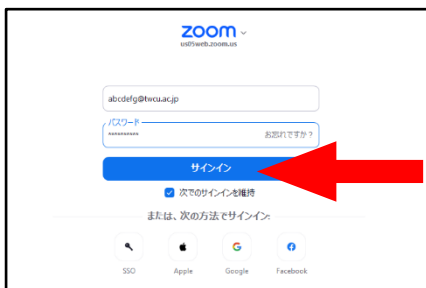 zoom
us05web.zoom.us
abcdefg@twcu.ac.jp
パスワード
**********
お忘れですか？
サインイン
次でのサインインを維持
または、次の方法でサインイン:
SSO Apple Google Facebook